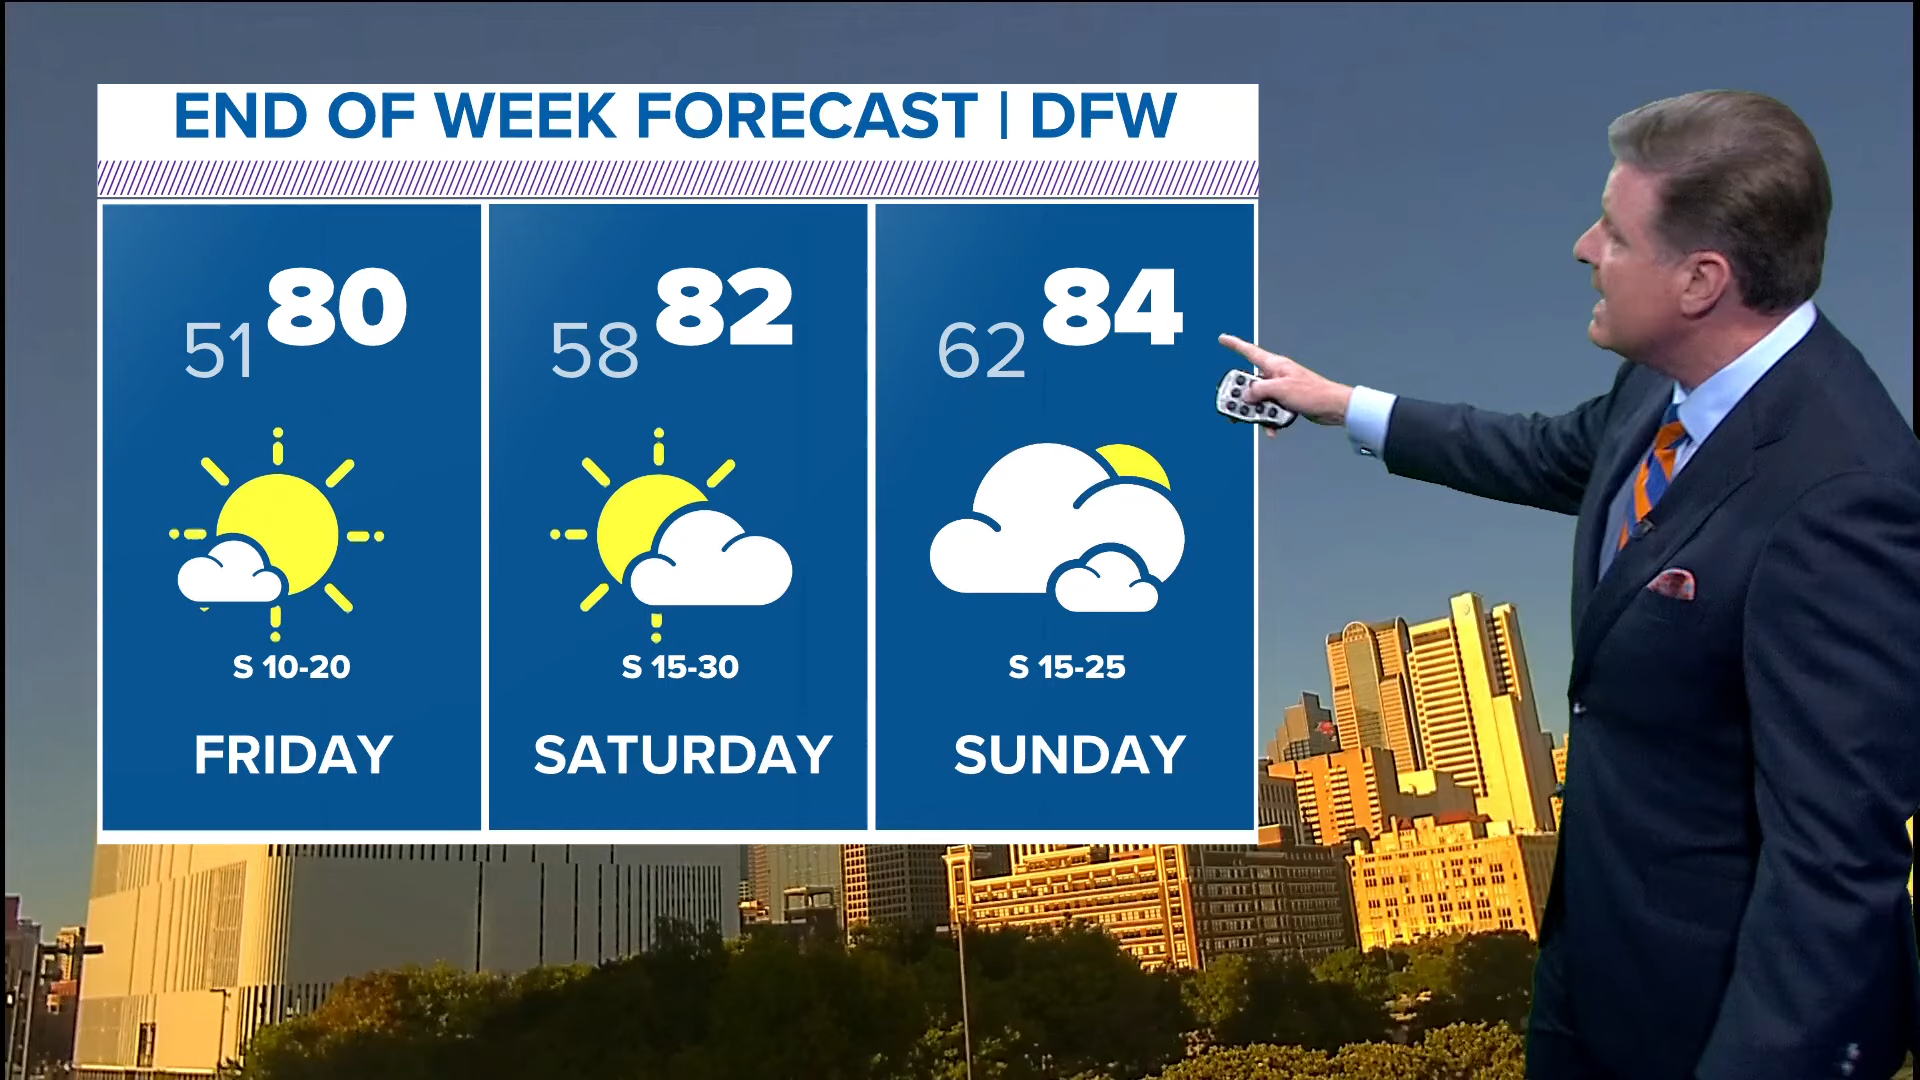 END OF WEEK FORECAST | DFW
51 80
58 82
62 84
S 10-20
S 15-30
S 15-25
FRIDAY
SATURDAY
SUNDAY